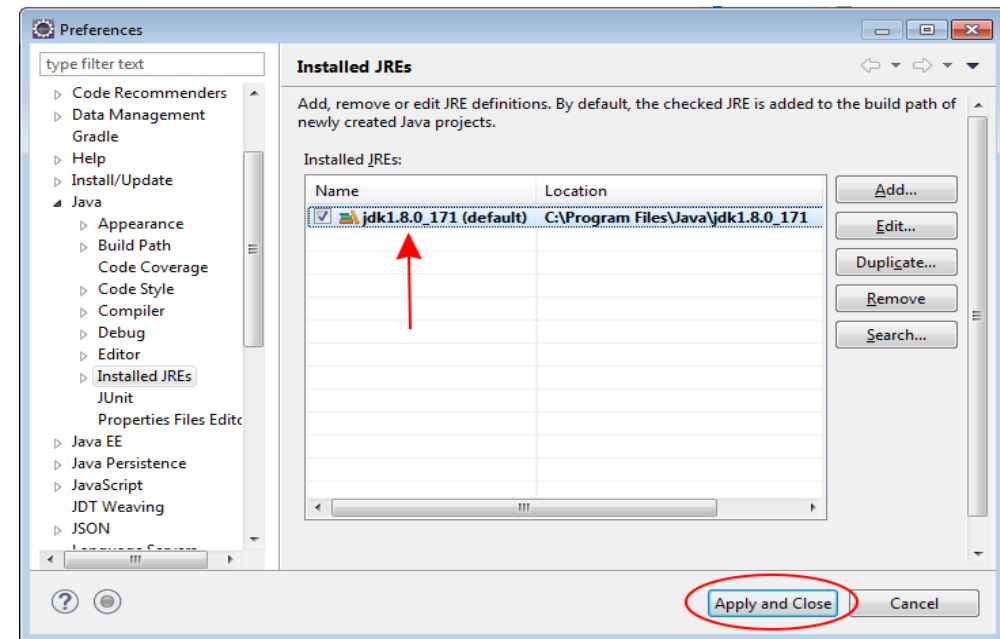 Preferences
type filter text
Code Recommenders
Data Management
Gradle
Help
Install/Update
Java
Appearance
Build Path
Code Coverage
Code Style
Compiler
Debug
Editor
Installed JREs
JUnit
Properties Files Edito
Java EE
Java Persistence
JavaScript
JDT Weaving
JSON
Installed JREs
Add, remove or edit JRE definitions. By default, the checked JRE is added to the build path of
newly created Java projects.
Installed JREs:
Name Location
jdk1.8.0_171 (default) C:\Program Files\Java\jdk1.8.0_171
Add...
Edit...
Duplicate...
Remove
Search...
?
Apply and Close
Cancel